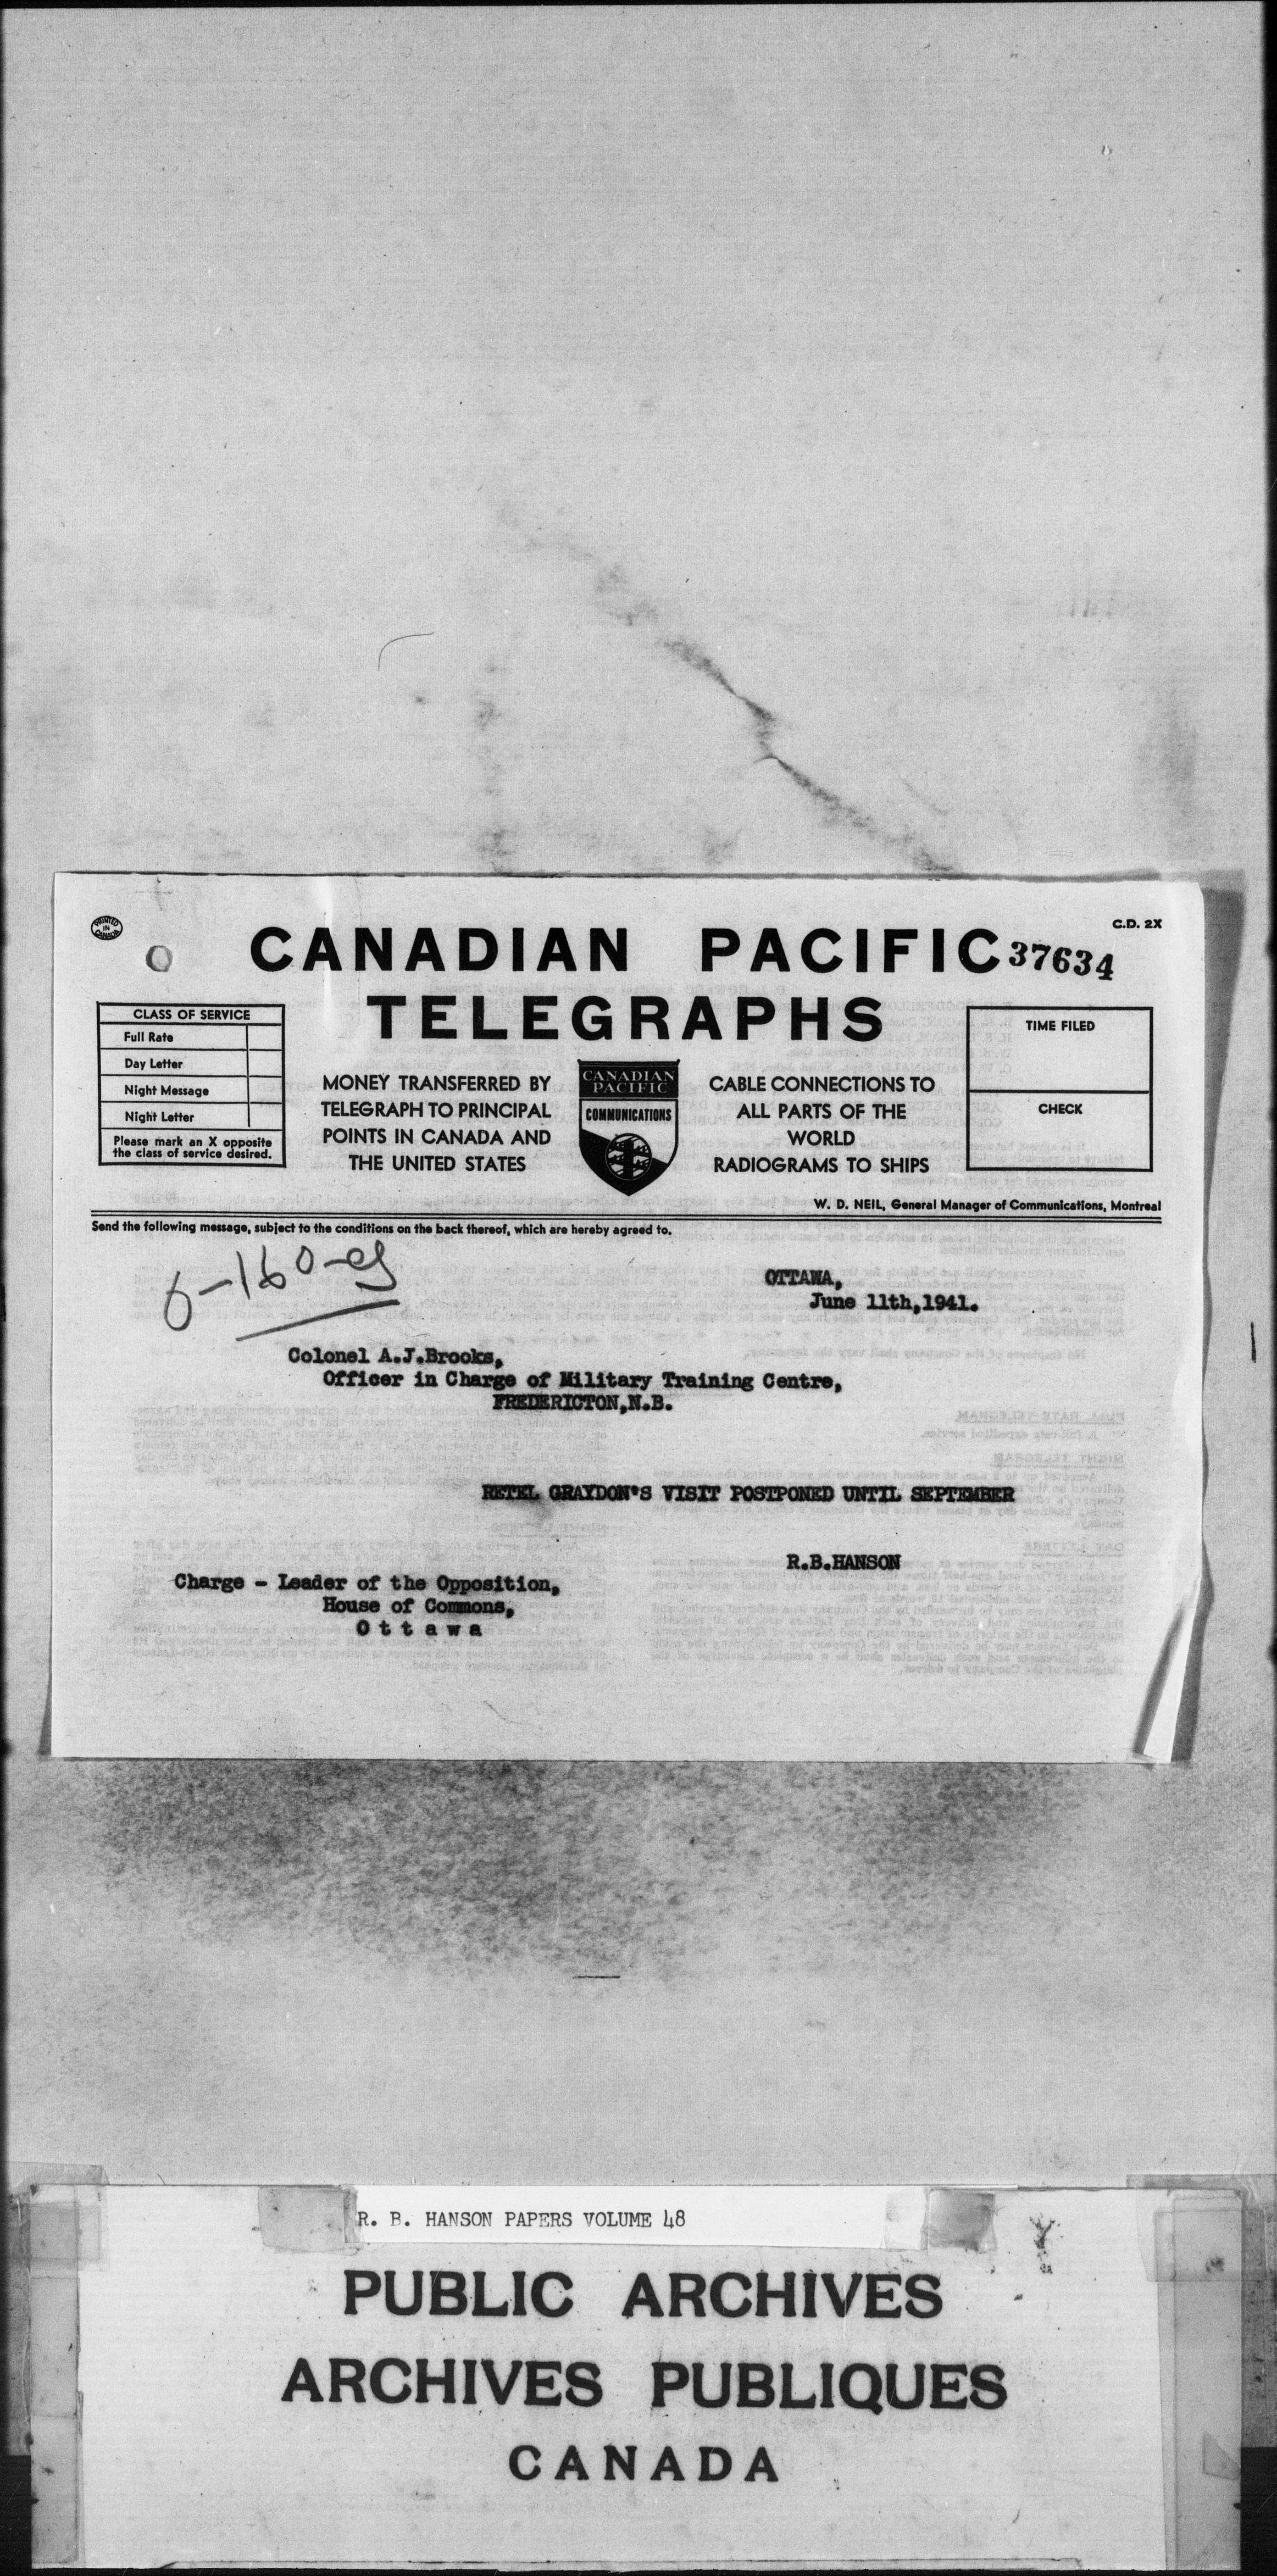 PRINTED
IN
CANADA
C.D. 2X
CANADIAN PACIFIC 37634
TELEGRAPHS
CLASS OF SERVICE
Full Rate
Day Letter
Night Message
Night Letter
Please mark an X opposite
the class of service desired.
MONEY TRANSFERRED BY
TELEGRAPH TO PRINCIPAL
POINTS IN CANADA AND
THE UNITED STATES
CANADIAN
PACIFIC
COMMUNICATIONS
CABLE CONNECTIONS TO
ALL PARTS OF THE
WORLD
RADIOGRAMS TO SHIPS
TIME FILED
CHECK
W. D. NEIL, General Manager of Communications, Montreal
Send the following message, subject to the conditions on the back thereof, which are hereby agreed to.
OTTAWA,
June 11th,1941.
Colonel A.J.Brooks,
Officer in Charge of Military Training Centre,
FREDERICTON,N.B.
RETEL GRAYDON'S VISIT POSTPONED UNTIL SEPTEMBER
R.B.HANSON
Charge - Leader of the Opposition,
House of Commons,
O t t a w a
R. B. HANSON PAPERS VOLUME 48
PUBLIC ARCHIVES
ARCHIVES PUBLIQUES
CANADA